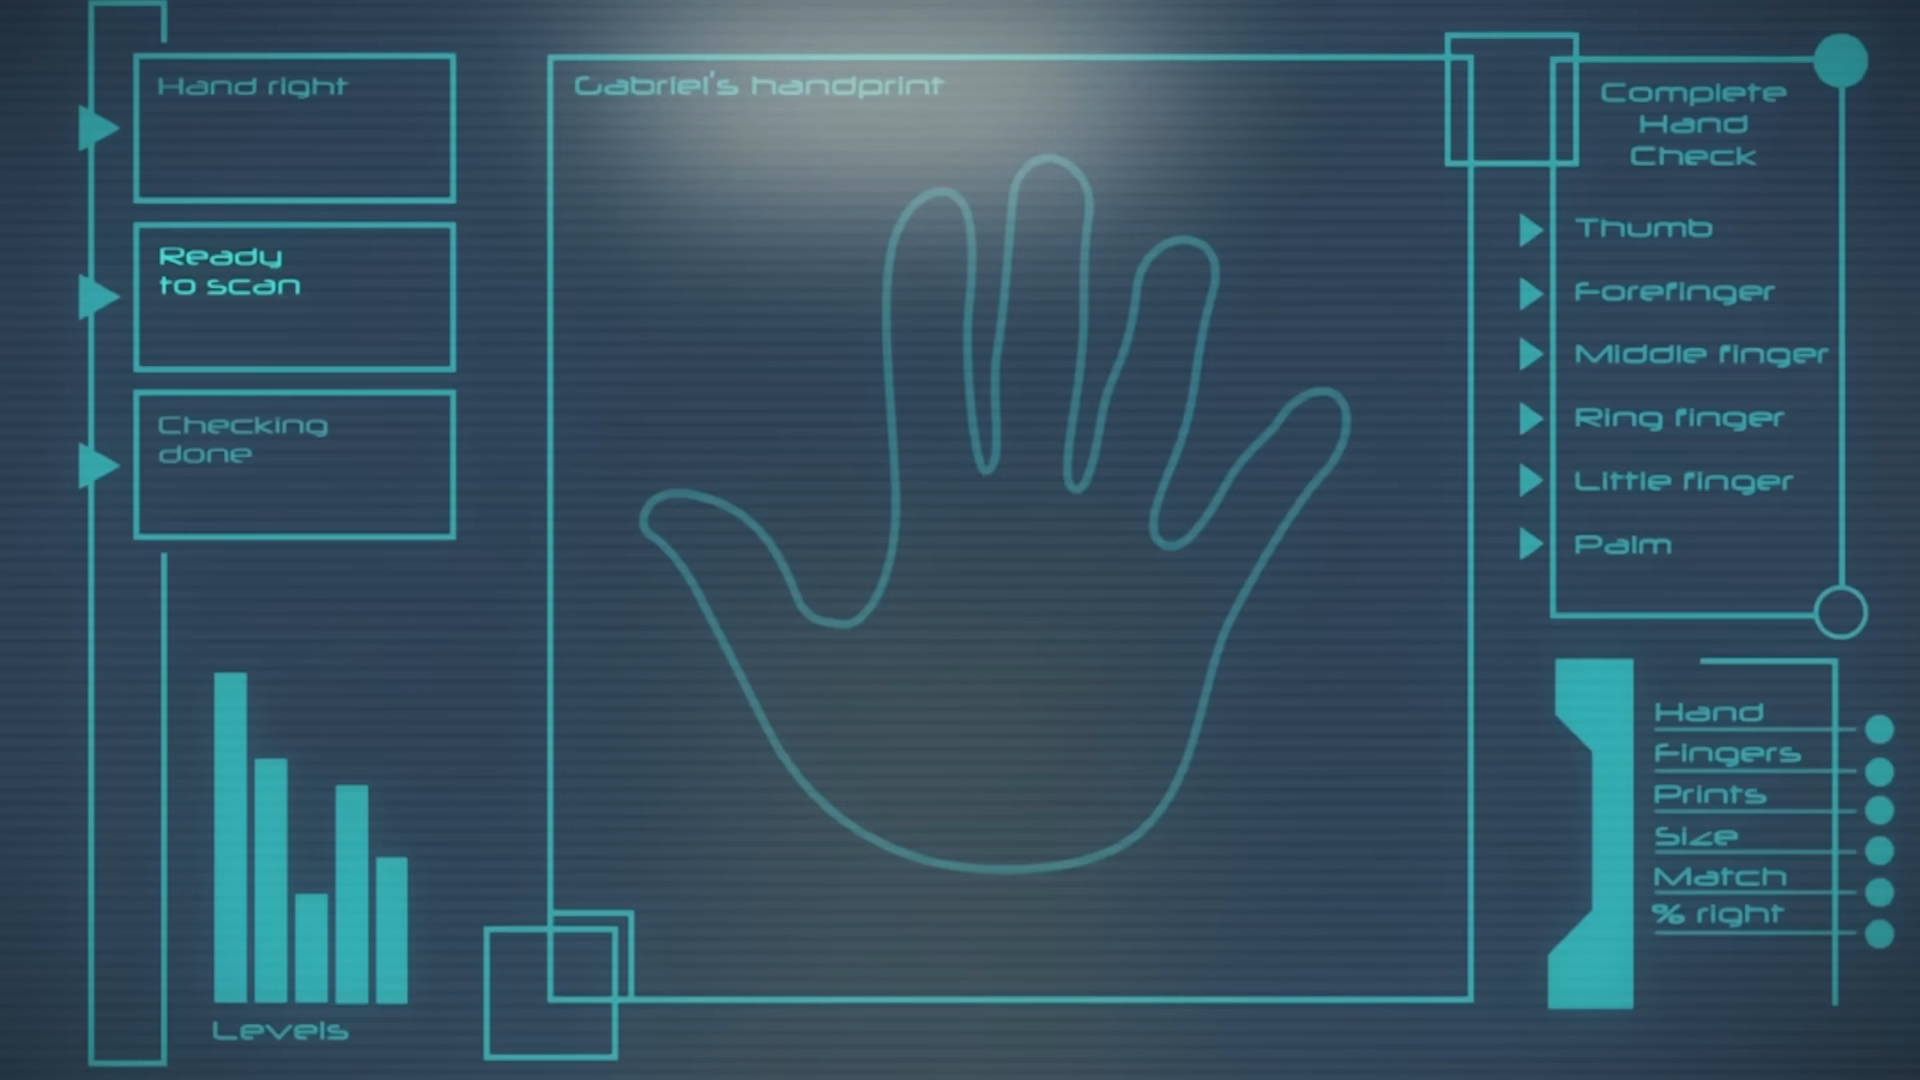 Hand right
Ready
to scan
Checking
done
Levels
Gabriel's handprint
Complete
Hand
Check
Thumb
Forefinger
Middle finger
Ring finger
Little finger
Palm
Hand
Fingers
Prints
Size
Match
% right